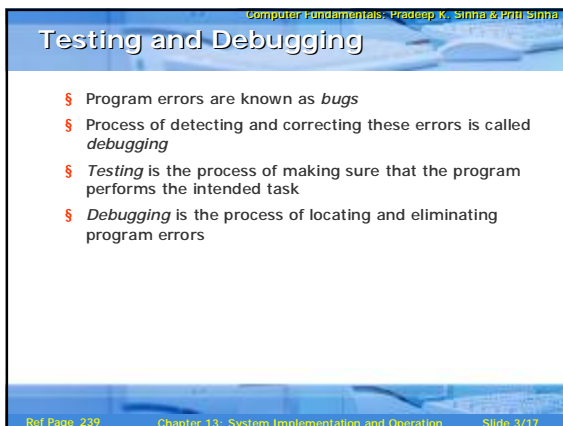 Computer Fundamentals: Pradeep K. Sinha & Priti Sinha
Testing and Debugging
§ Program errors are known as bugs
§ Process of detecting and correcting these errors is called
debugging
§ Testing is the process of making sure that the program
performs the intended task
§ Debugging is the process of locating and eliminating
program errors
Ref Page 239 Chapter 13: System Implementation and Operation Slide 3/17